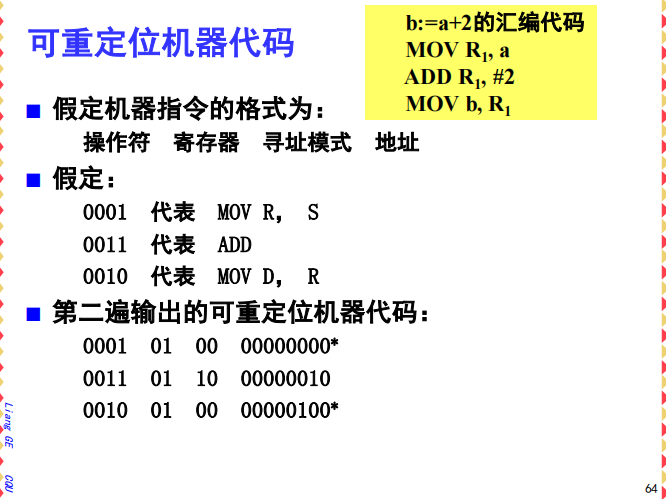 可重定位机器代码
b:=a+2的汇编代码
MOV R1, a
ADD R1, #2
MOV b, R1
■ 假定机器指令的格式为：
操作符 寄存器 寻址模式 地址
■ 假定：
0001 代表 MOV R， S
0011 代表 ADD
0010 代表 MOV D， R
■ 第二遍输出的可重定位机器代码：
0001 01 00 00000000*
0011 01 10 00000010
0010 01 00 00000100*
Liang GE CQU
64